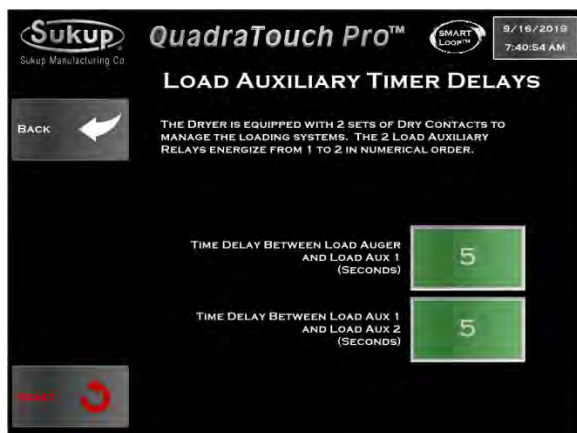 Sukup
Sukup Manufacturing Co
QuadraTouch Pro™
SMART
LOOP™
9/16/2019
7:40:54 AM
LOAD AUXILIARY TIMER DELAYS
BACK
THE DRYER IS EQUIPPED WITH 2 SETS OF DRY CONTACTS TO
MANAGE THE LOADING SYSTEMS. THE 2 LOAD AUXILIARY
RELAYS ENERGIZE FROM 1 TO 2 IN NUMERICAL ORDER.
TIME DELAY BETWEEN LOAD AUGER
AND LOAD AUX 1
(SECONDS)
5
TIME DELAY BETWEEN LOAD AUX 1
AND LOAD AUX 2
(SECONDS)
5
RESET